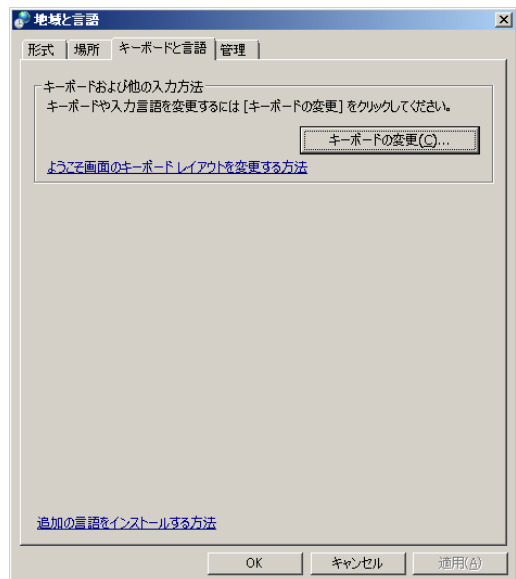 地域と言語
形式 場所 キーボードと言語 管理
キーボードおよび他の入力方法
キーボードや入力言語を変更するには [キーボードの変更] をクリックしてください。
キーボードの変更(C)...
ようこそ画面のキーボード レイアウトを変更する方法
追加の言語をインストールする方法
OK キャンセル 適用(A)